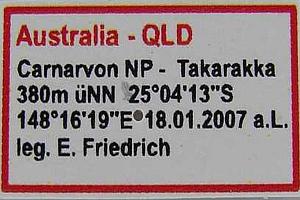 Australia - QLD
Carnarvon NP - Takarakka
380m üNN 25°04'13"S
148°16'19"E 18.01.2007 a.L.
leg. E. Friedrich